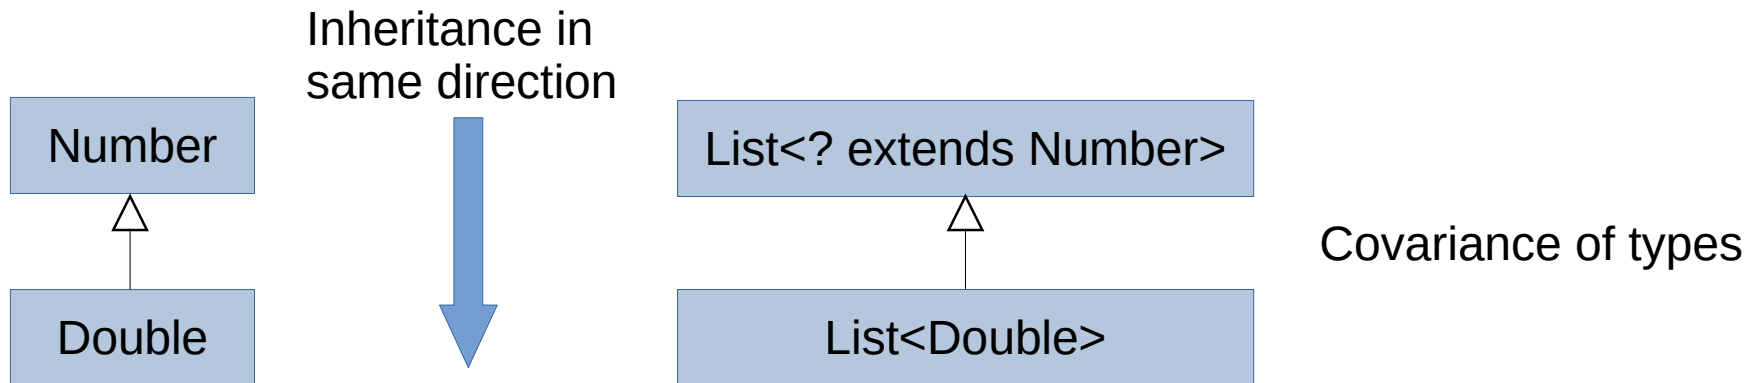 Inheritance in
same direction
Number
List<? extends Number>
Covariance of types
Double
List<Double>